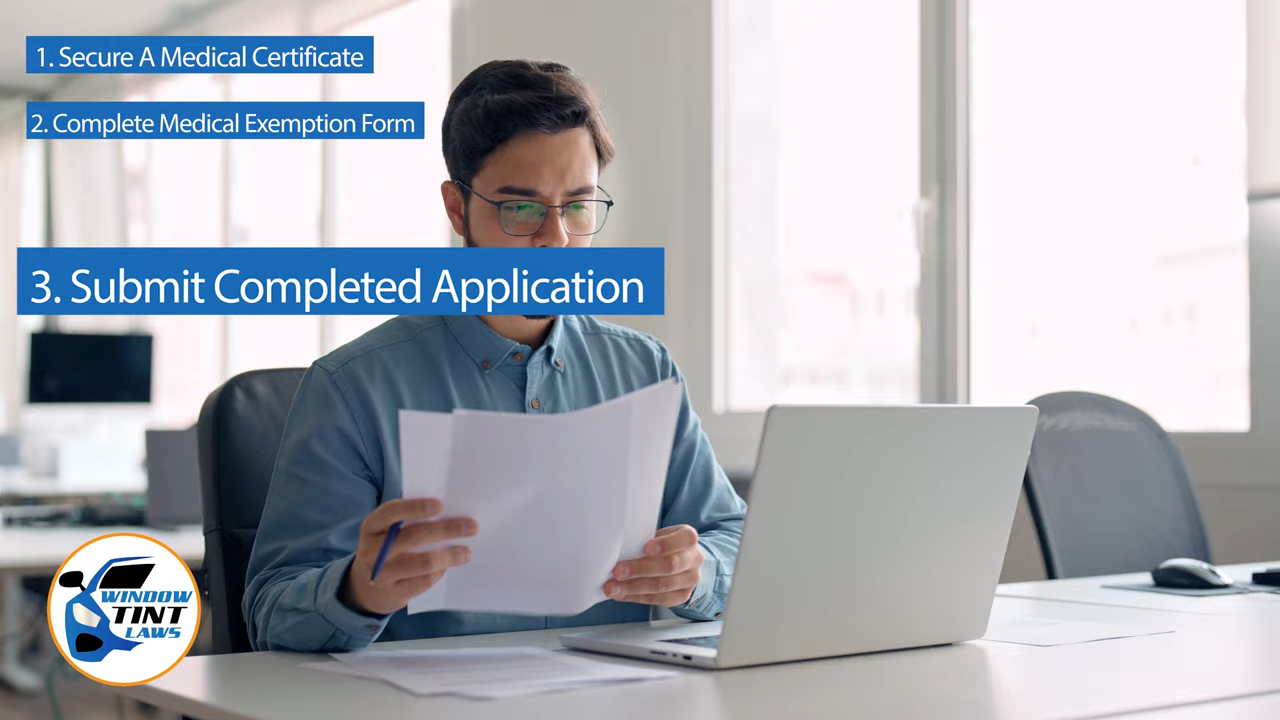 1. Secure A Medical Certificate
2. Complete Medical Exemption Form
3. Submit Completed Application
WINDOW
TINT
LAWS